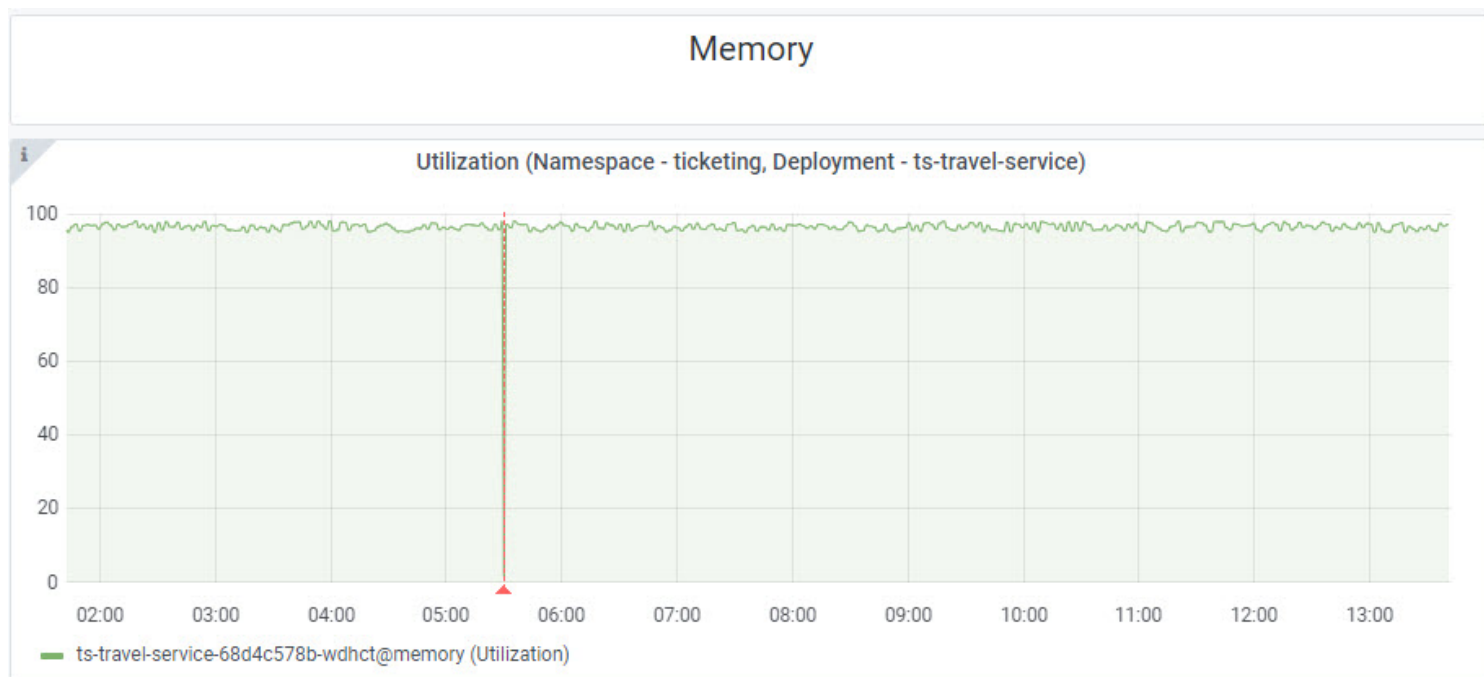 Memory
i
Utilization (Namespace - ticketing, Deployment - ts-travel-service)
100
80
60
40
20
0
02:00 03:00 04:00 05:00 06:00 07:00 08:00 09:00 10:00 11:00 12:00 13:00
ts-travel-service-68d4c578b-wdhct@memory (Utilization)